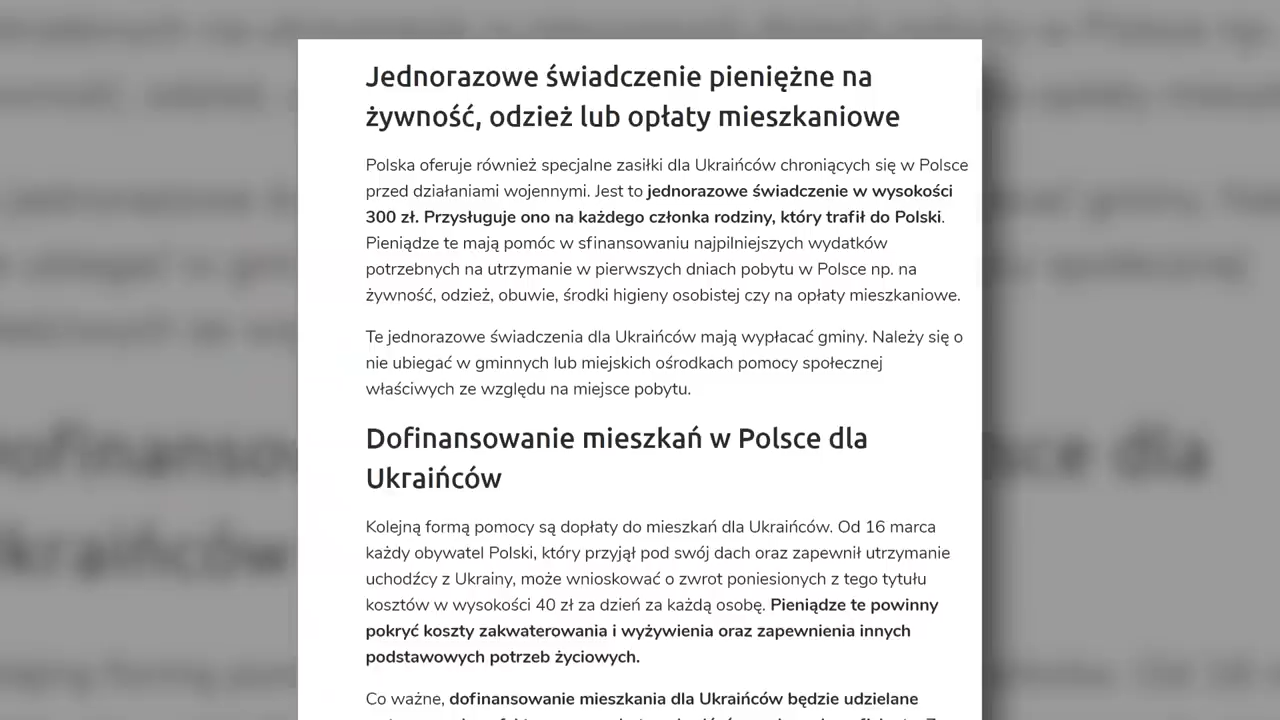 Jednorazowe świadczenie pieniężne na
żywność, odzież lub opłaty mieszkaniowe
Polska oferuje również specjalne zasiłki dla Ukraińców chroniących się w Polsce
przed działaniami wojennymi. Jest to jednorazowe świadczenie w wysokości
300 zł. Przysługuje ono na każdego członka rodziny, który trafił do Polski.
Pieniądze te mają pomóc w sfinansowaniu najpilniejszych wydatków
potrzebnych na utrzymanie w pierwszych dniach pobytu w Polsce np. na
żywność, odzież, obuwie, środki higieny osobistej czy na opłaty mieszkaniowe.
Te jednorazowe świadczenia dla Ukraińców mają wypłacać gminy. Należy się o
nie ubiegać w gminnych lub miejskich ośrodkach pomocy społecznej
właściwych ze względu na miejsce pobytu.
Dofinansowanie mieszkań w Polsce dla
Ukraińców
Kolejną formą pomocy są dopłaty do mieszkań dla Ukraińców. Od 16 marca
każdy obywatel Polski, który przyjął pod swój dach oraz zapewnił utrzymanie
uchodźcy z Ukrainy, może wnioskować o zwrot poniesionych z tego tytułu
kosztów w wysokości 40 zł za dzień za każdą osobę. Pieniądze te powinny
pokryć koszty zakwaterowania i wyżywienia oraz zapewnienia innych
podstawowych potrzeb życiowych.
Co ważne, dofinansowanie mieszkania dla Ukraińców będzie udzielane